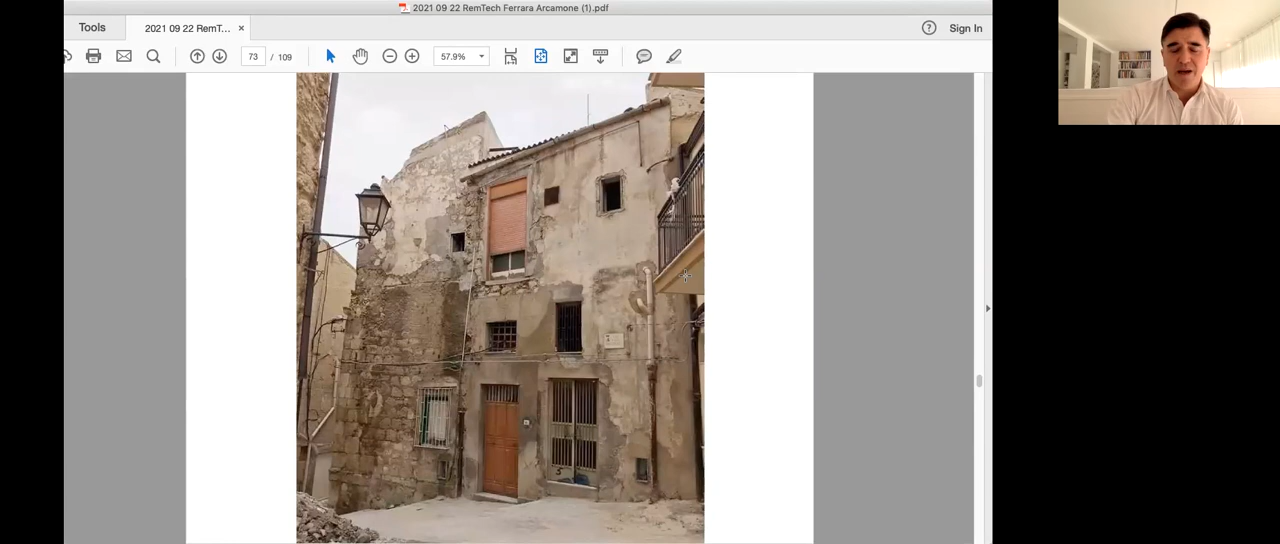 2021 09 22 RemTech Ferrara Arcamone (1).pdf
Tools
2021 09 22 RemT... ×
? Sign In
73 / 109
57.9%
5